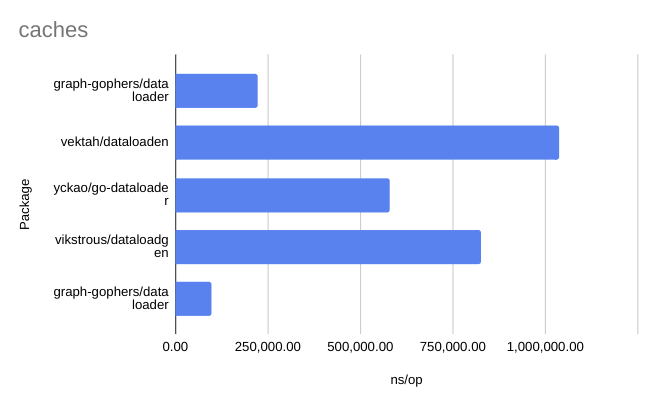 caches
graph-gophers/data
loader
vektah/dataloaden
yckao/go-dataloade
r
vikstrous/dataloadg
en
graph-gophers/data
loader
Package
0.00
250,000.00
500,000.00
750,000.00
1,000,000.00
ns/op